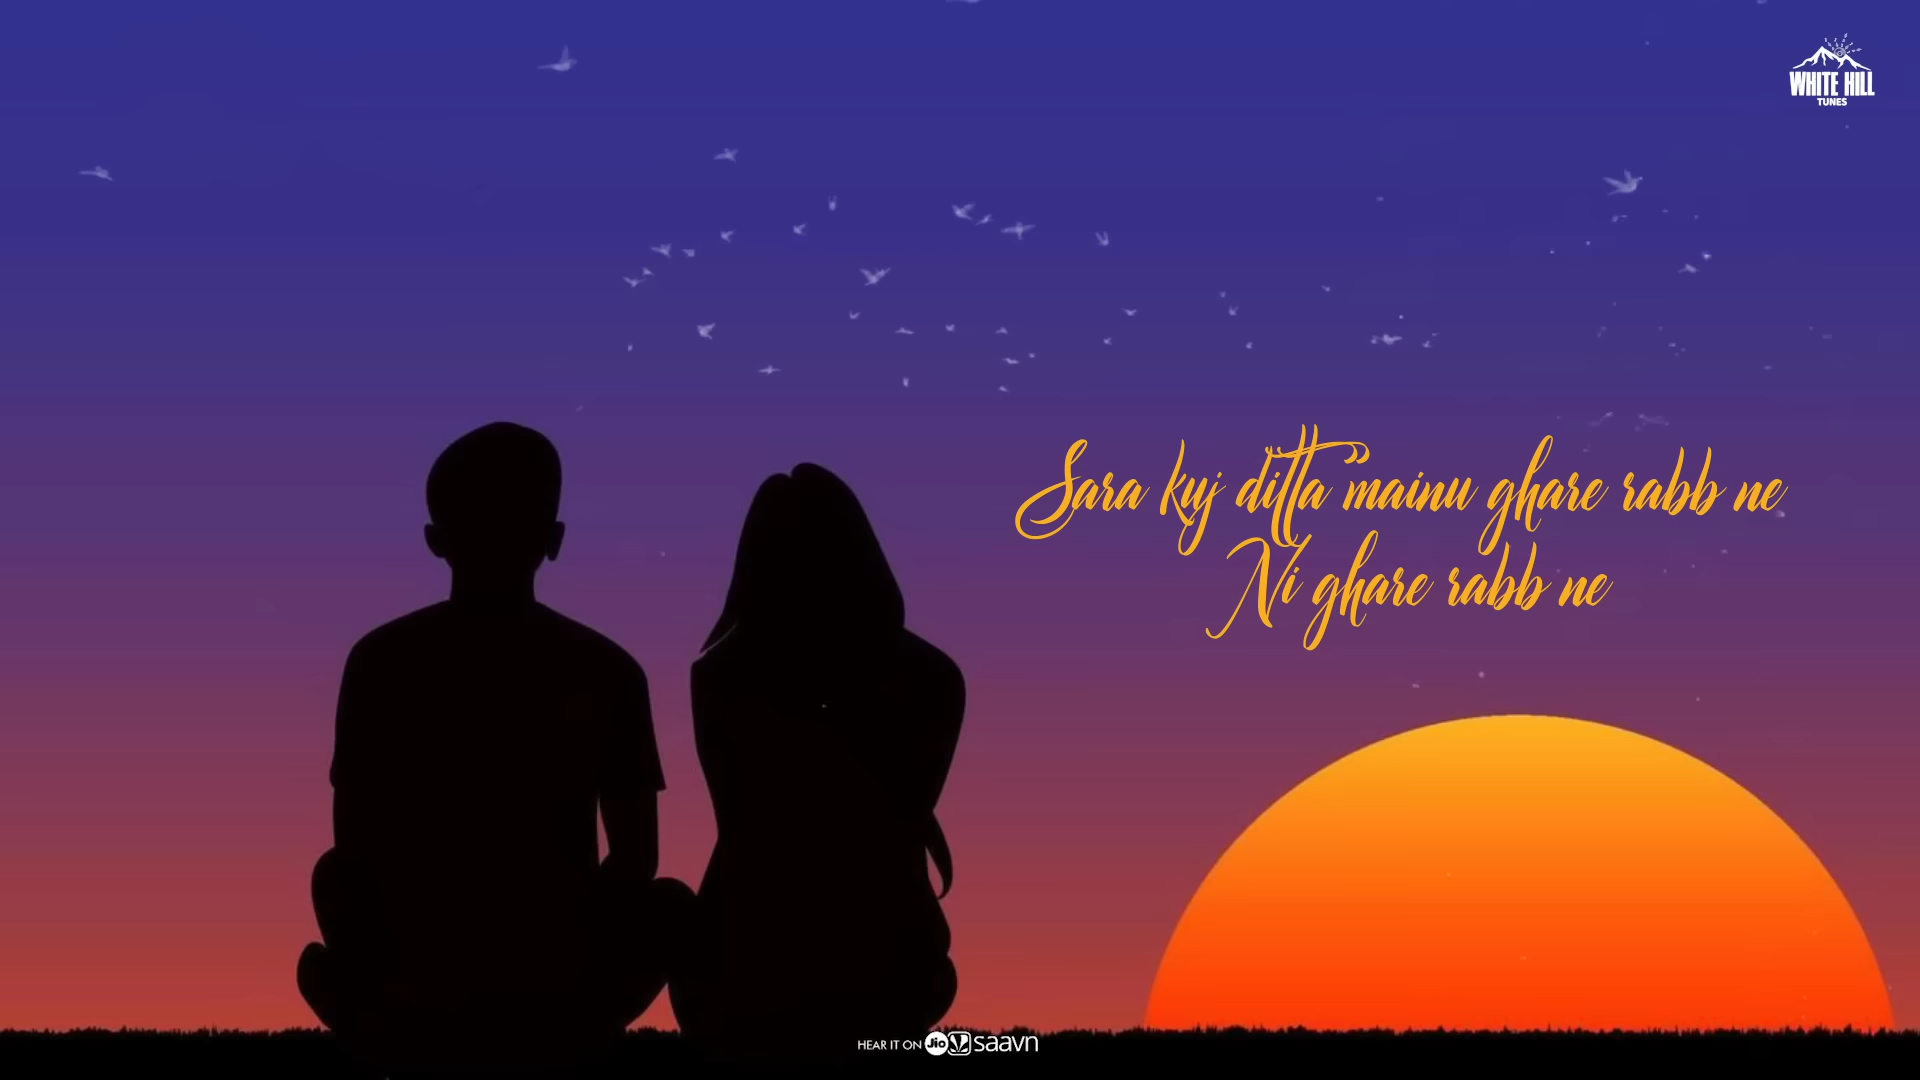 WHITE HILL
TUNES
Sara kuj ditta mainu ghare rabb ne
Ni ghare rabb ne
HEAR IT ON Jio saavn